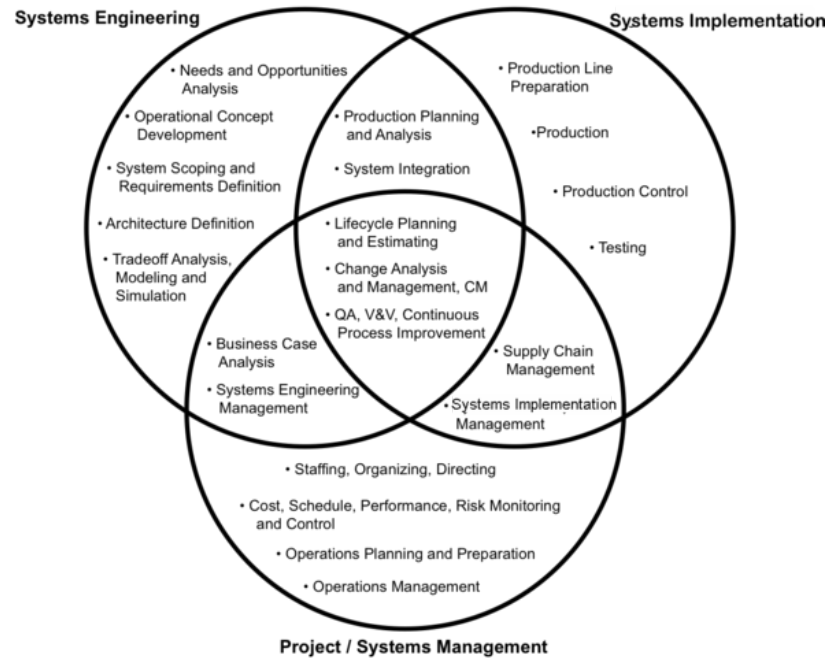 Systems Engineering
Systems Implementation
• Needs and Opportunities
Analysis
• Operational Concept
Development
• System Scoping and
Requirements Definition
• Architecture Definition
• Tradeoff Analysis,
Modeling and
Simulation
• Production Planning
and Analysis
• System Integration
• Production Line
Preparation
•Production
• Production Control
• Testing
• Lifecycle Planning
and Estimating
• Change Analysis
and Management, CM
• QA, V&V, Continuous
Process Improvement
• Business Case
Analysis
• Systems Engineering
Management
• Supply Chain
Management
• Systems Implementation
Management
• Staffing, Organizing, Directing
• Cost, Schedule, Performance, Risk Monitoring
and Control
• Operations Planning and Preparation
• Operations Management
Project / Systems Management